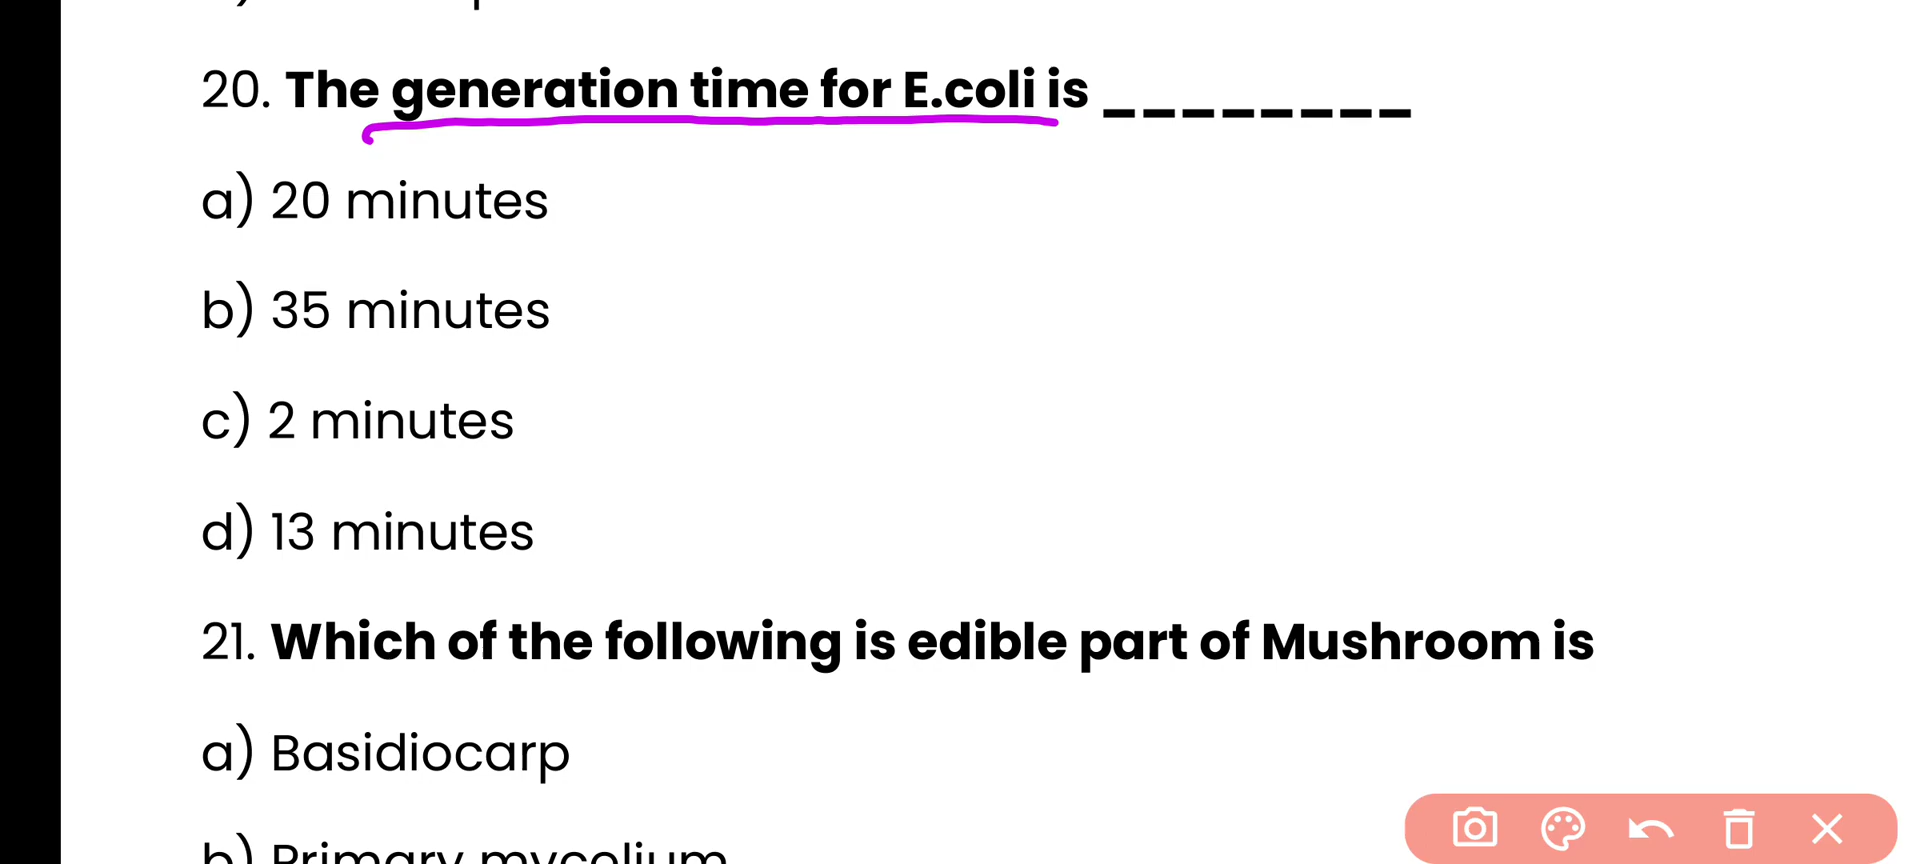 20. The generation time for E.coli is ________
a) 20 minutes
b) 35 minutes
c) 2 minutes
d) 13 minutes
21. Which of the following is edible part of Mushroom is
a) Basidiocarp
b) Primary mycelium